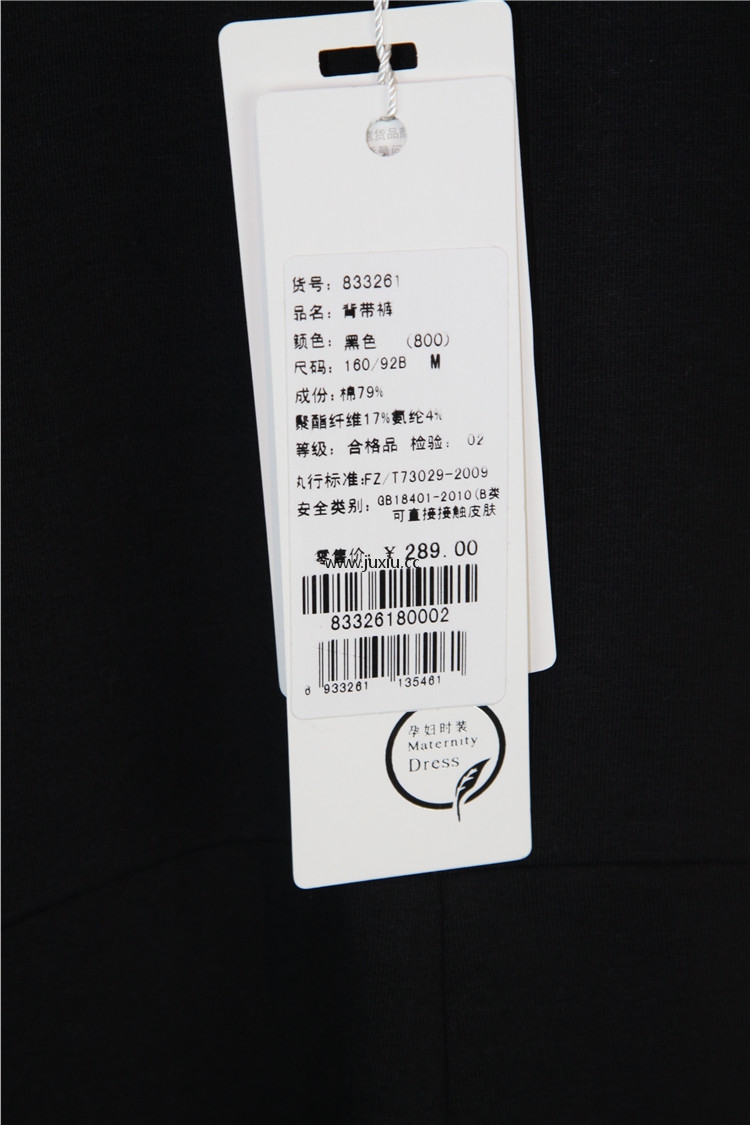 货号: 833261
品名: 背带裤
颜色: 黑色 (800)
尺码: 160/92B M
成份: 棉79%
聚酯纤维17%氨纶4%
等级: 合格品 检验: 02
行标准:FZ/T73029-2009
安全类别: GB18401-2010(B类
可直接接触皮肤
零售价 ¥ 289.00
www.juxiu.cc
83326180002
6 933261 135461
孕妇时装
Maternity
Dress